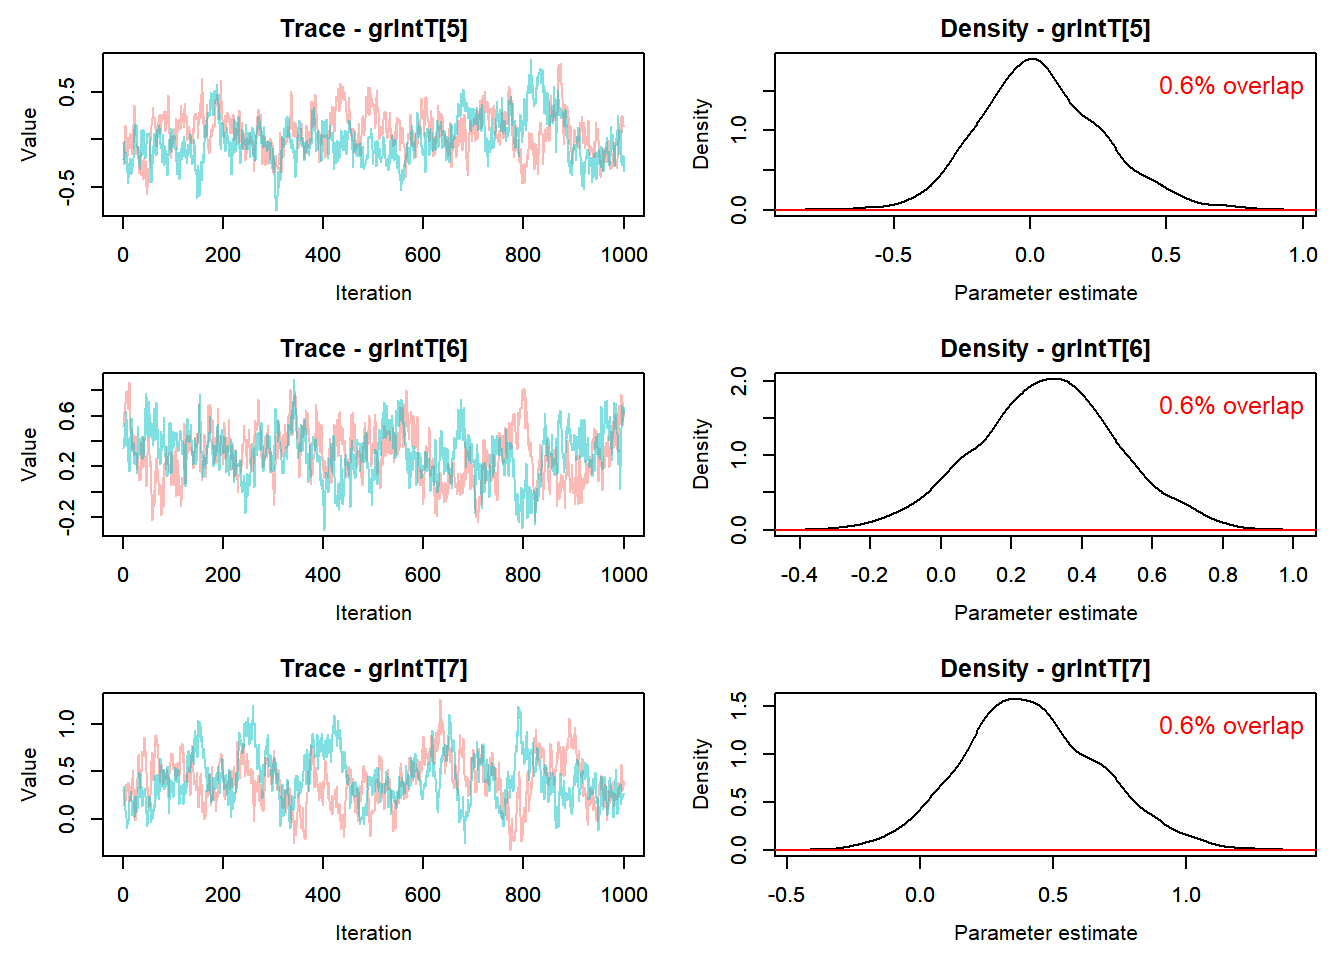 Trace - grIntT[5]
Value
-0.5
0.5
0
200
400
600
800
1000
Iteration
Density - grIntT[5]
0.6% overlap
Density
0.0
1.0
-0.5
0.0
0.5
1.0
Parameter estimate
Trace - grIntT[6]
Value
-0.2
0.2
0.6
0
200
400
600
800
1000
Iteration
Density - grIntT[6]
0.6% overlap
Density
0.0
1.0
2.0
-0.4
-0.2
0.0
0.2
0.4
0.6
0.8
1.0
Parameter estimate
Trace - grIntT[7]
Value
0.0
0.5
1.0
0
200
400
600
800
1000
Iteration
Density - grIntT[7]
0.6% overlap
Density
0.0
0.5
1.0
1.5
-0.5
0.0
0.5
1.0
Parameter estimate